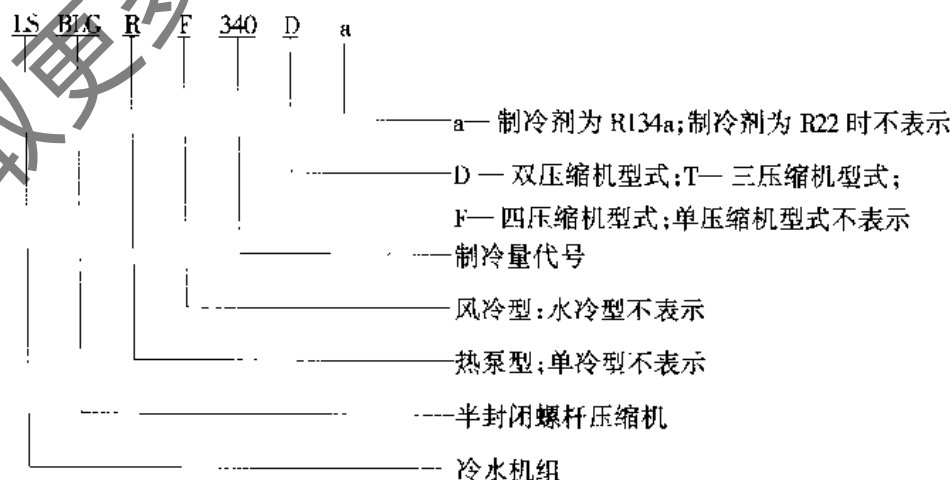 LS BLG R F 340 D a
a— 制冷剂为 R134a;制冷剂为 R22 时不表示
D — 双压缩机型式;T— 三压缩机型式;
F— 四压缩机型式;单压缩机型式不表示
制冷量代号
风冷型:水冷型不表示
热泵型;单冷型不表示
半封闭螺杆压缩机
冷水机组
取更多